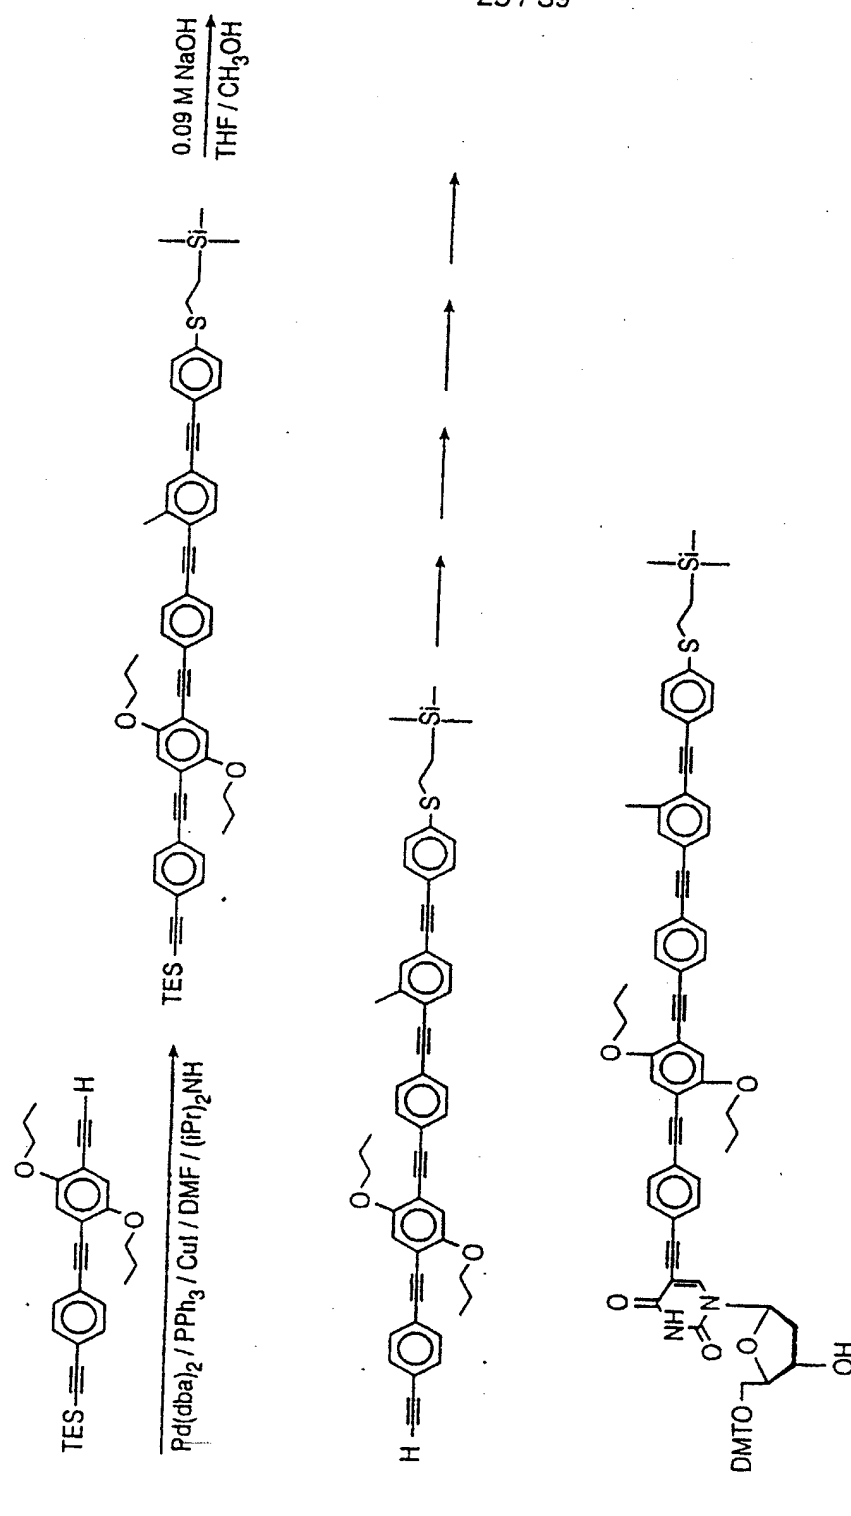 TES
O
O
H
Pd(dba)2 / PPh3 / CuI / DMF / (iPr)2NH
TES
O
O
S
Si
0.09 M NaOH
THF / CH3OH
H
O
O
S
Si
DMTO
O
OH
O
NH
O
N
O
O
S
Si